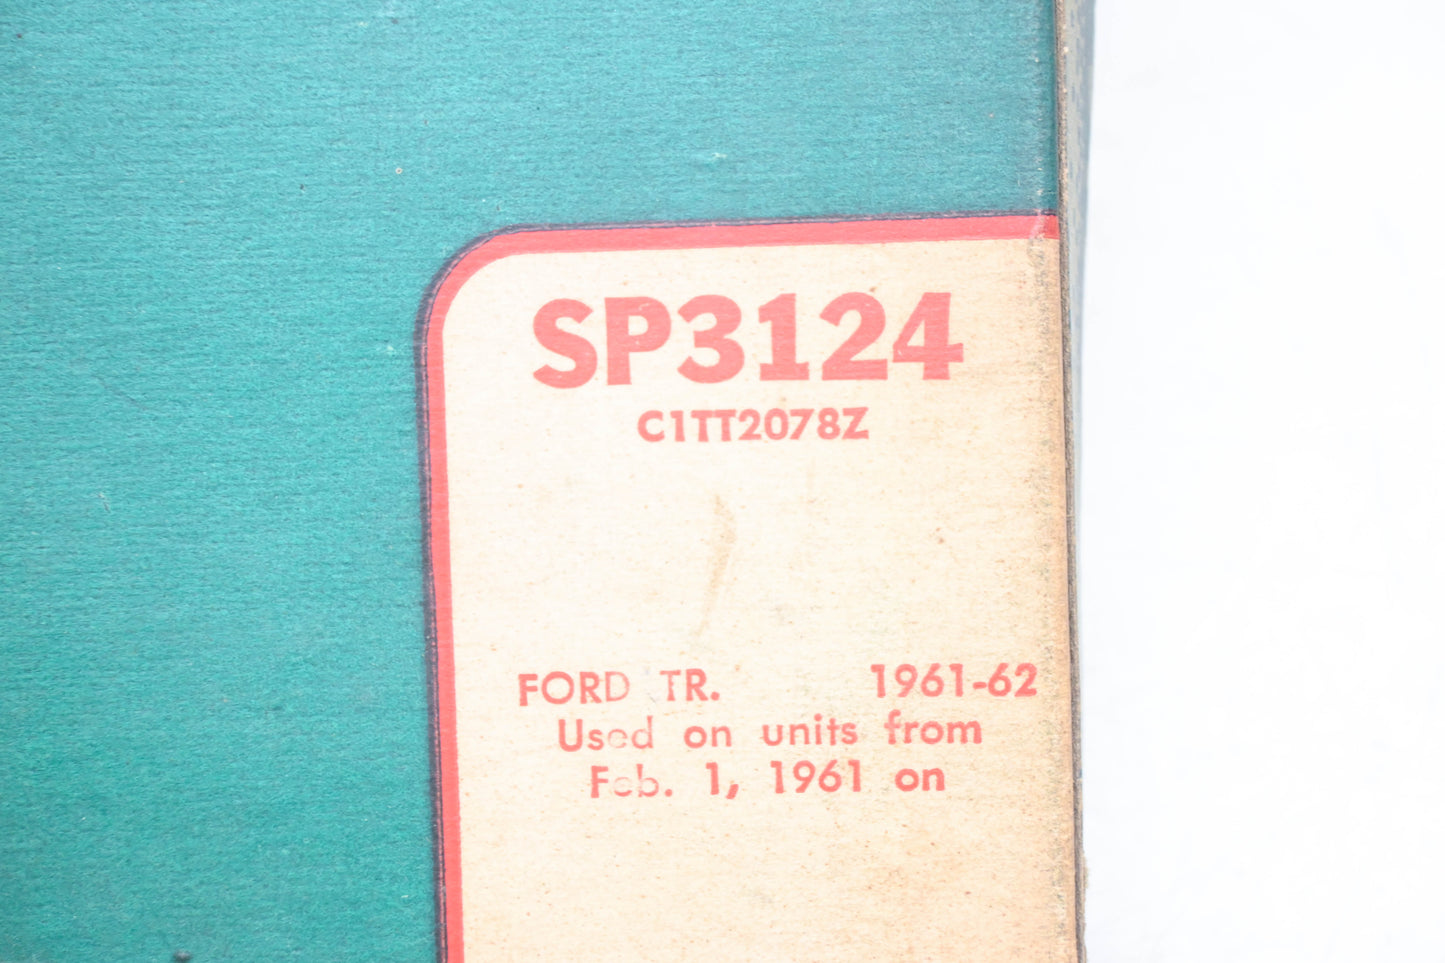 SP3124
C1TT2078Z
FORD TR. 1961-62
Used on units from
Feb. 1, 1961 on